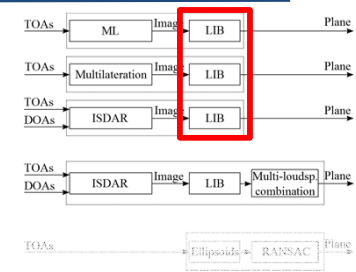 TOAs ML Image LIB Plane
TOAs Multilateration Image LIB Plane
TOAs
DOAs ISDAR Image LIB Plane
TOAs
DOAs ISDAR Image LIB Multi-loudsp. combination Plane
TOAs Ellipsoids RANSAC Plane